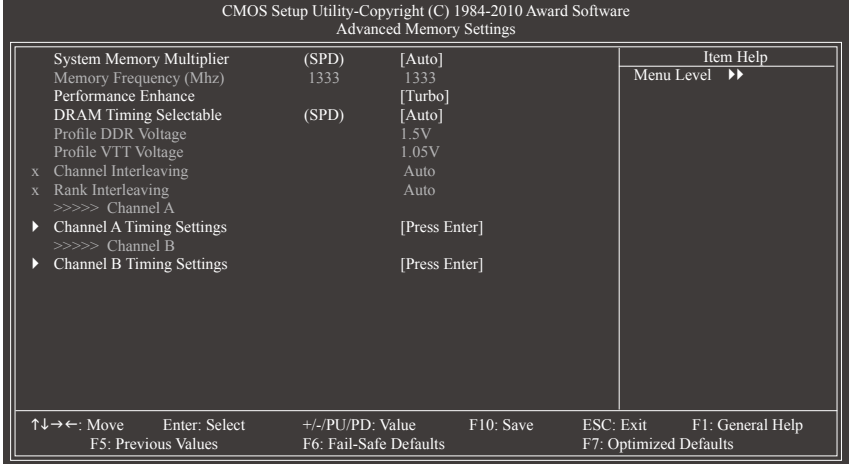 CMOS Setup Utility-Copyright (C) 1984-2010 Award Software
Advanced Memory Settings
System Memory Multiplier (SPD) [Auto]
Memory Frequency (Mhz) 1333 1333
Performance Enhance [Turbo]
DRAM Timing Selectable (SPD) [Auto]
Profile DDR Voltage 1.5V
Profile VTT Voltage 1.05V
x Channel Interleaving Auto
x Rank Interleaving Auto
>>>>> Channel A
Channel A Timing Settings [Press Enter]
>>>>> Channel B
Channel B Timing Settings [Press Enter]
Item Help
Menu Level
↑↓→←: Move Enter: Select +/-/PU/PD: Value F10: Save ESC: Exit F1: General Help
F5: Previous Values F6: Fail-Safe Defaults F7: Optimized Defaults